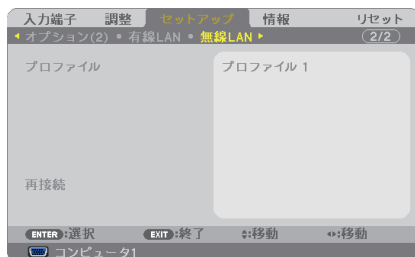 入力端子 調整 セットアップ 情報 リセット
オプション(2) • 有線LAN • 無線LAN 2/2
プロファイル プロファイル 1
再接続
ENTER :選択 EXIT :終了 :移動 :移動
コンピュータ1